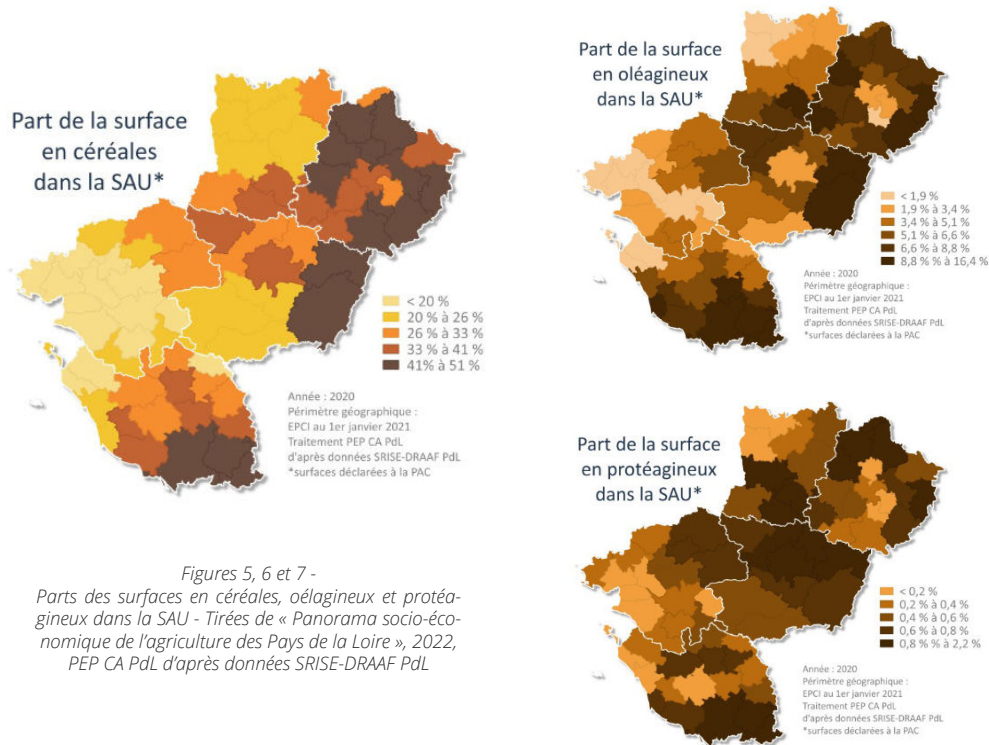 Part de la surface
en céréales
dans la SAU*
< 20 %
20 % à 26 %
26 % à 33 %
33 % à 41 %
41% à 51 %
Année : 2020
Périmètre géographique :
EPCI au 1er janvier 2021
Traitement PEP CA PdL
d'après données SRISE-DRAAF PdL
*surfaces déclarées à la PAC
Figures 5, 6 et 7 -
Parts des surfaces en céréales, oélagineux et protéa-
gineux dans la SAU - Tirées de « Panorama socio-éco-
nomique de l'agriculture des Pays de la Loire », 2022,
PEP CA PdL d'après données SRISE-DRAAF PdL
Part de la surface
en oléagineux
dans la SAU*
< 1,9 %
1,9 % à 3,4 %
3,4 % à 5,1 %
5,1 % à 6,6 %
6,6 % à 8,8 %
8,8 % % à 16,4 %
Année : 2020
Périmètre géographique :
EPCI au 1er janvier 2021
Traitement PEP CA PdL
d'après données SRISE-DRAAF PdL
*surfaces déclarées à la PAC
Part de la surface
en protéagineux
dans la SAU*
< 0,2 %
0,2 % à 0,4 %
0,4 % à 0,6 %
0,6 % à 0,8 %
0,8 % % à 2,2 %
Année : 2020
Périmètre géographique :
EPCI au 1er janvier 2021
Traitement PEP CA PdL
d'après données SRISE-DRAAF PdL
*surfaces déclarées à la PAC